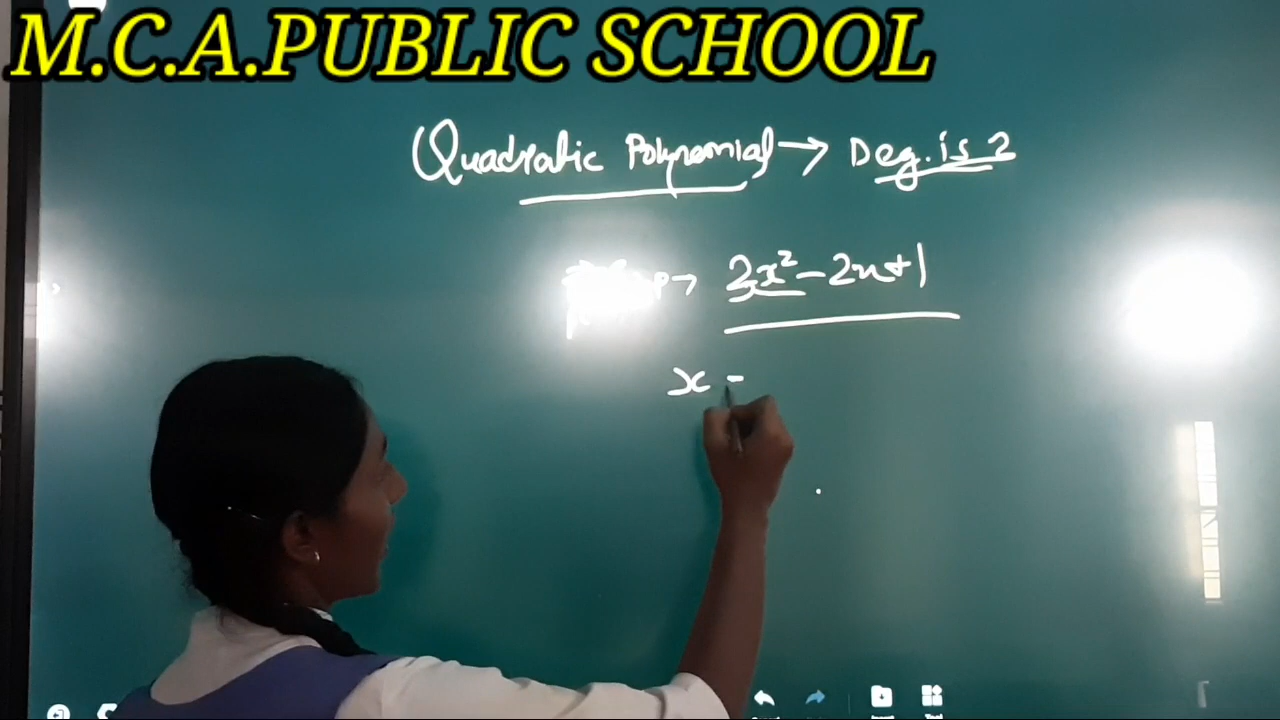 M.C.A.PUBLIC SCHOOL
Quadratic Polynomial → Deg. is 2
→ 3x² - 2x + 1
x =